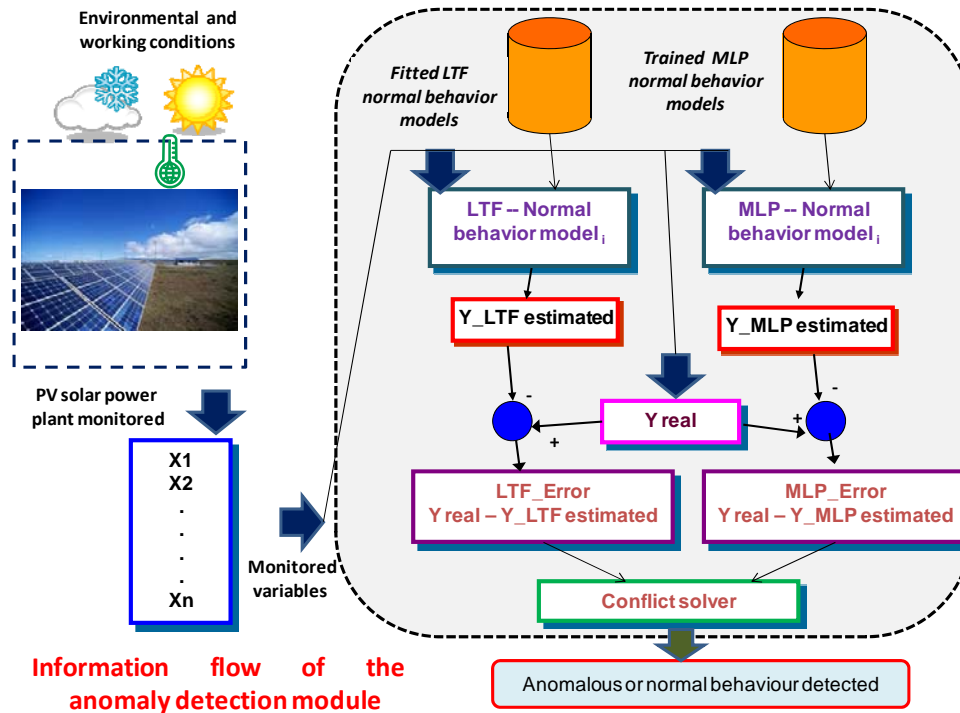 Environmental and
working conditions
PV solar power
plant monitored
X1
X2
.
.
.
.
Xn
Monitored
variables
Fitted LTF
normal behavior
models
Trained MLP
normal behavior
models
LTF -- Normal
behavior model i
MLP -- Normal
behavior model i
Y_LTF estimated
Y_MLP estimated
-
-
Y real
+
+
LTF_Error
Y real – Y_LTF estimated
MLP_Error
Y real – Y_MLP estimated
Conflict solver
Anomalous or normal behaviour detected
Information flow of the
anomaly detection module